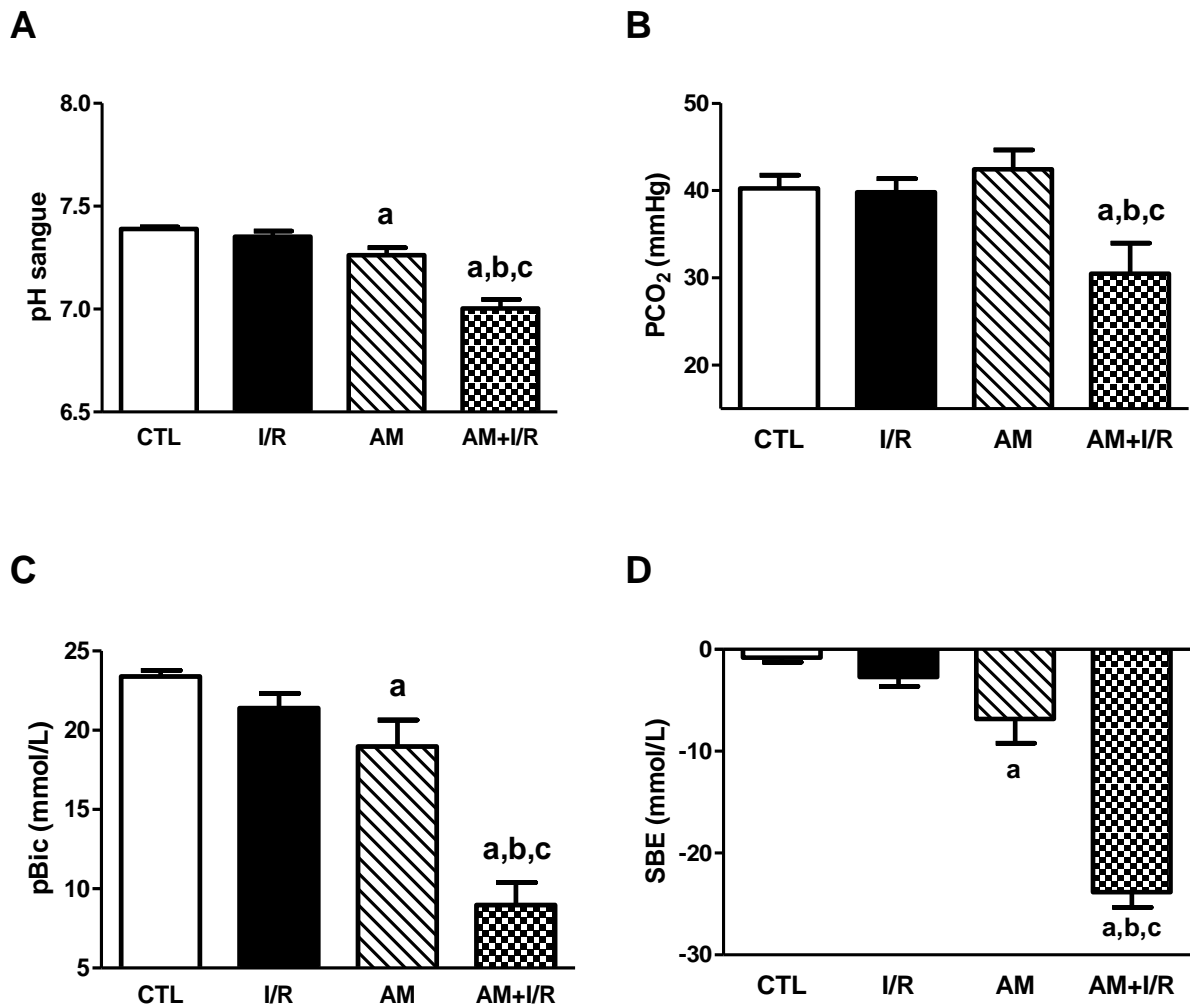 A
8.0
7.5
7.0
6.5
pH sangue
a
a,b,c
CTL I/R AM AM+I/R
B
50
40
30
20
PCO₂ (mmHg)
a,b,c
CTL I/R AM AM+I/R
C
25
20
15
10
5
pBic (mmol/L)
a
a,b,c
CTL I/R AM AM+I/R
D
0
-10
-20
-30
SBE (mmol/L)
a
a,b,c
CTL I/R AM AM+I/R